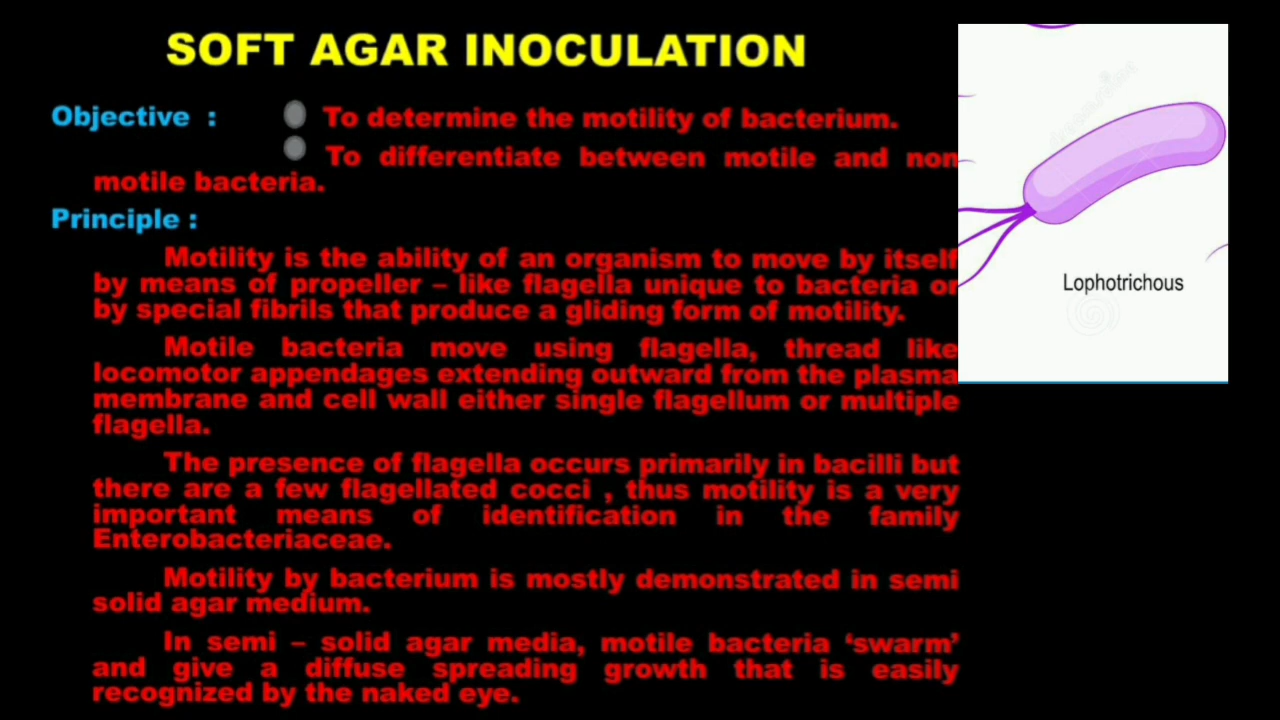 SOFT AGAR INOCULATION
Objective : To determine the motility of bacterium.
To differentiate between motile and non
motile bacteria.
Principle :
Motility is the ability of an organism to move by itself
by means of propeller – like flagella unique to bacteria or
by special fibrils that produce a gliding form of motility.
Motile bacteria move using flagella, thread like
locomotor appendages extending outward from the plasma
membrane and cell wall either single flagellum or multiple
flagella.
The presence of flagella occurs primarily in bacilli but
there are a few flagellated cocci , thus motility is a very
important means of identification in the family
Enterobacteriaceae.
Motility by bacterium is mostly demonstrated in semi
solid agar medium.
In semi – solid agar media, motile bacteria ‘swarm’
and give a diffuse spreading growth that is easily
recognized by the naked eye.
Lophotrichous